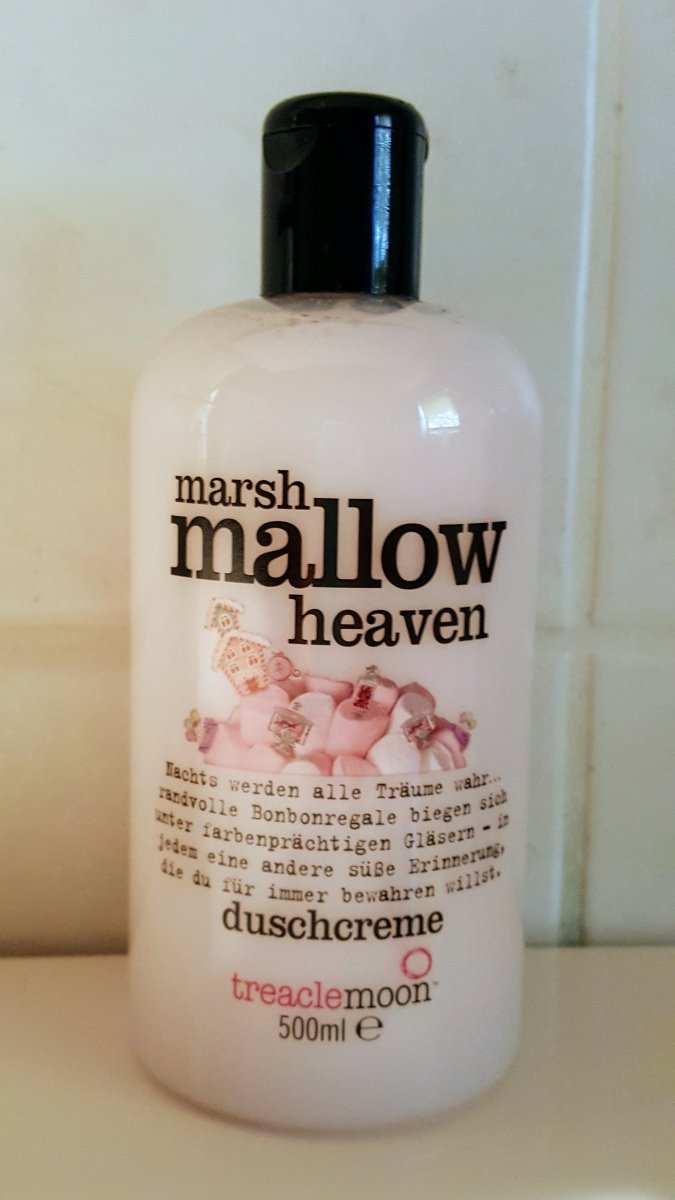 marsh
mallow
heaven
Nachts werden alle Träume wahr...
randvolle Bonbonregale biegen sich
unter farbenprächtigen Gläsern - in
jedem eine andere süße Erinnerung,
die du für immer bewahren willst.
duschcreme
treaclemoon™
500ml ℮